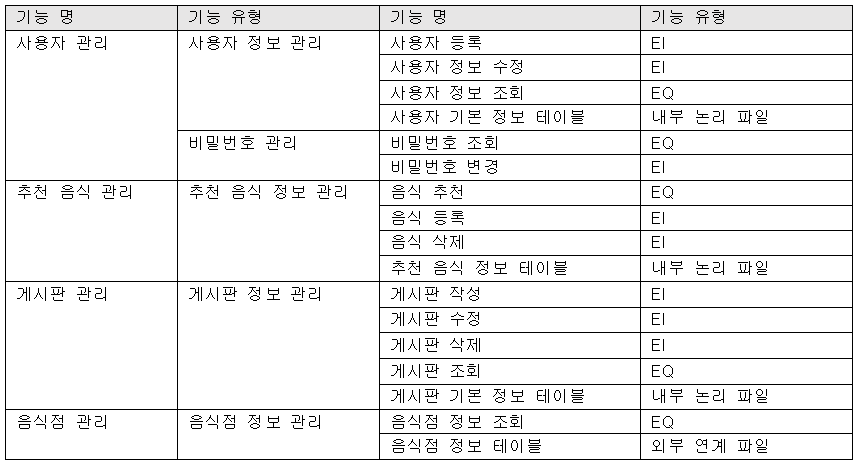 기능 명 기능 유형 기능 명 기능 유형
사용자 관리 사용자 정보 관리 사용자 등록 EI
사용자 정보 수정 EI
사용자 정보 조회 EQ
사용자 기본 정보 테이블 내부 논리 파일
비밀번호 관리 비밀번호 조회 EQ
비밀번호 변경 EI
추천 음식 관리 추천 음식 정보 관리 음식 추천 EQ
음식 등록 EI
음식 삭제 EI
추천 음식 정보 테이블 내부 논리 파일
게시판 관리 게시판 정보 관리 게시판 작성 EI
게시판 수정 EI
게시판 삭제 EI
게시판 조회 EQ
게시판 기본 정보 테이블 내부 논리 파일
음식점 관리 음식점 정보 관리 음식점 정보 조회 EQ
음식점 정보 테이블 외부 연계 파일